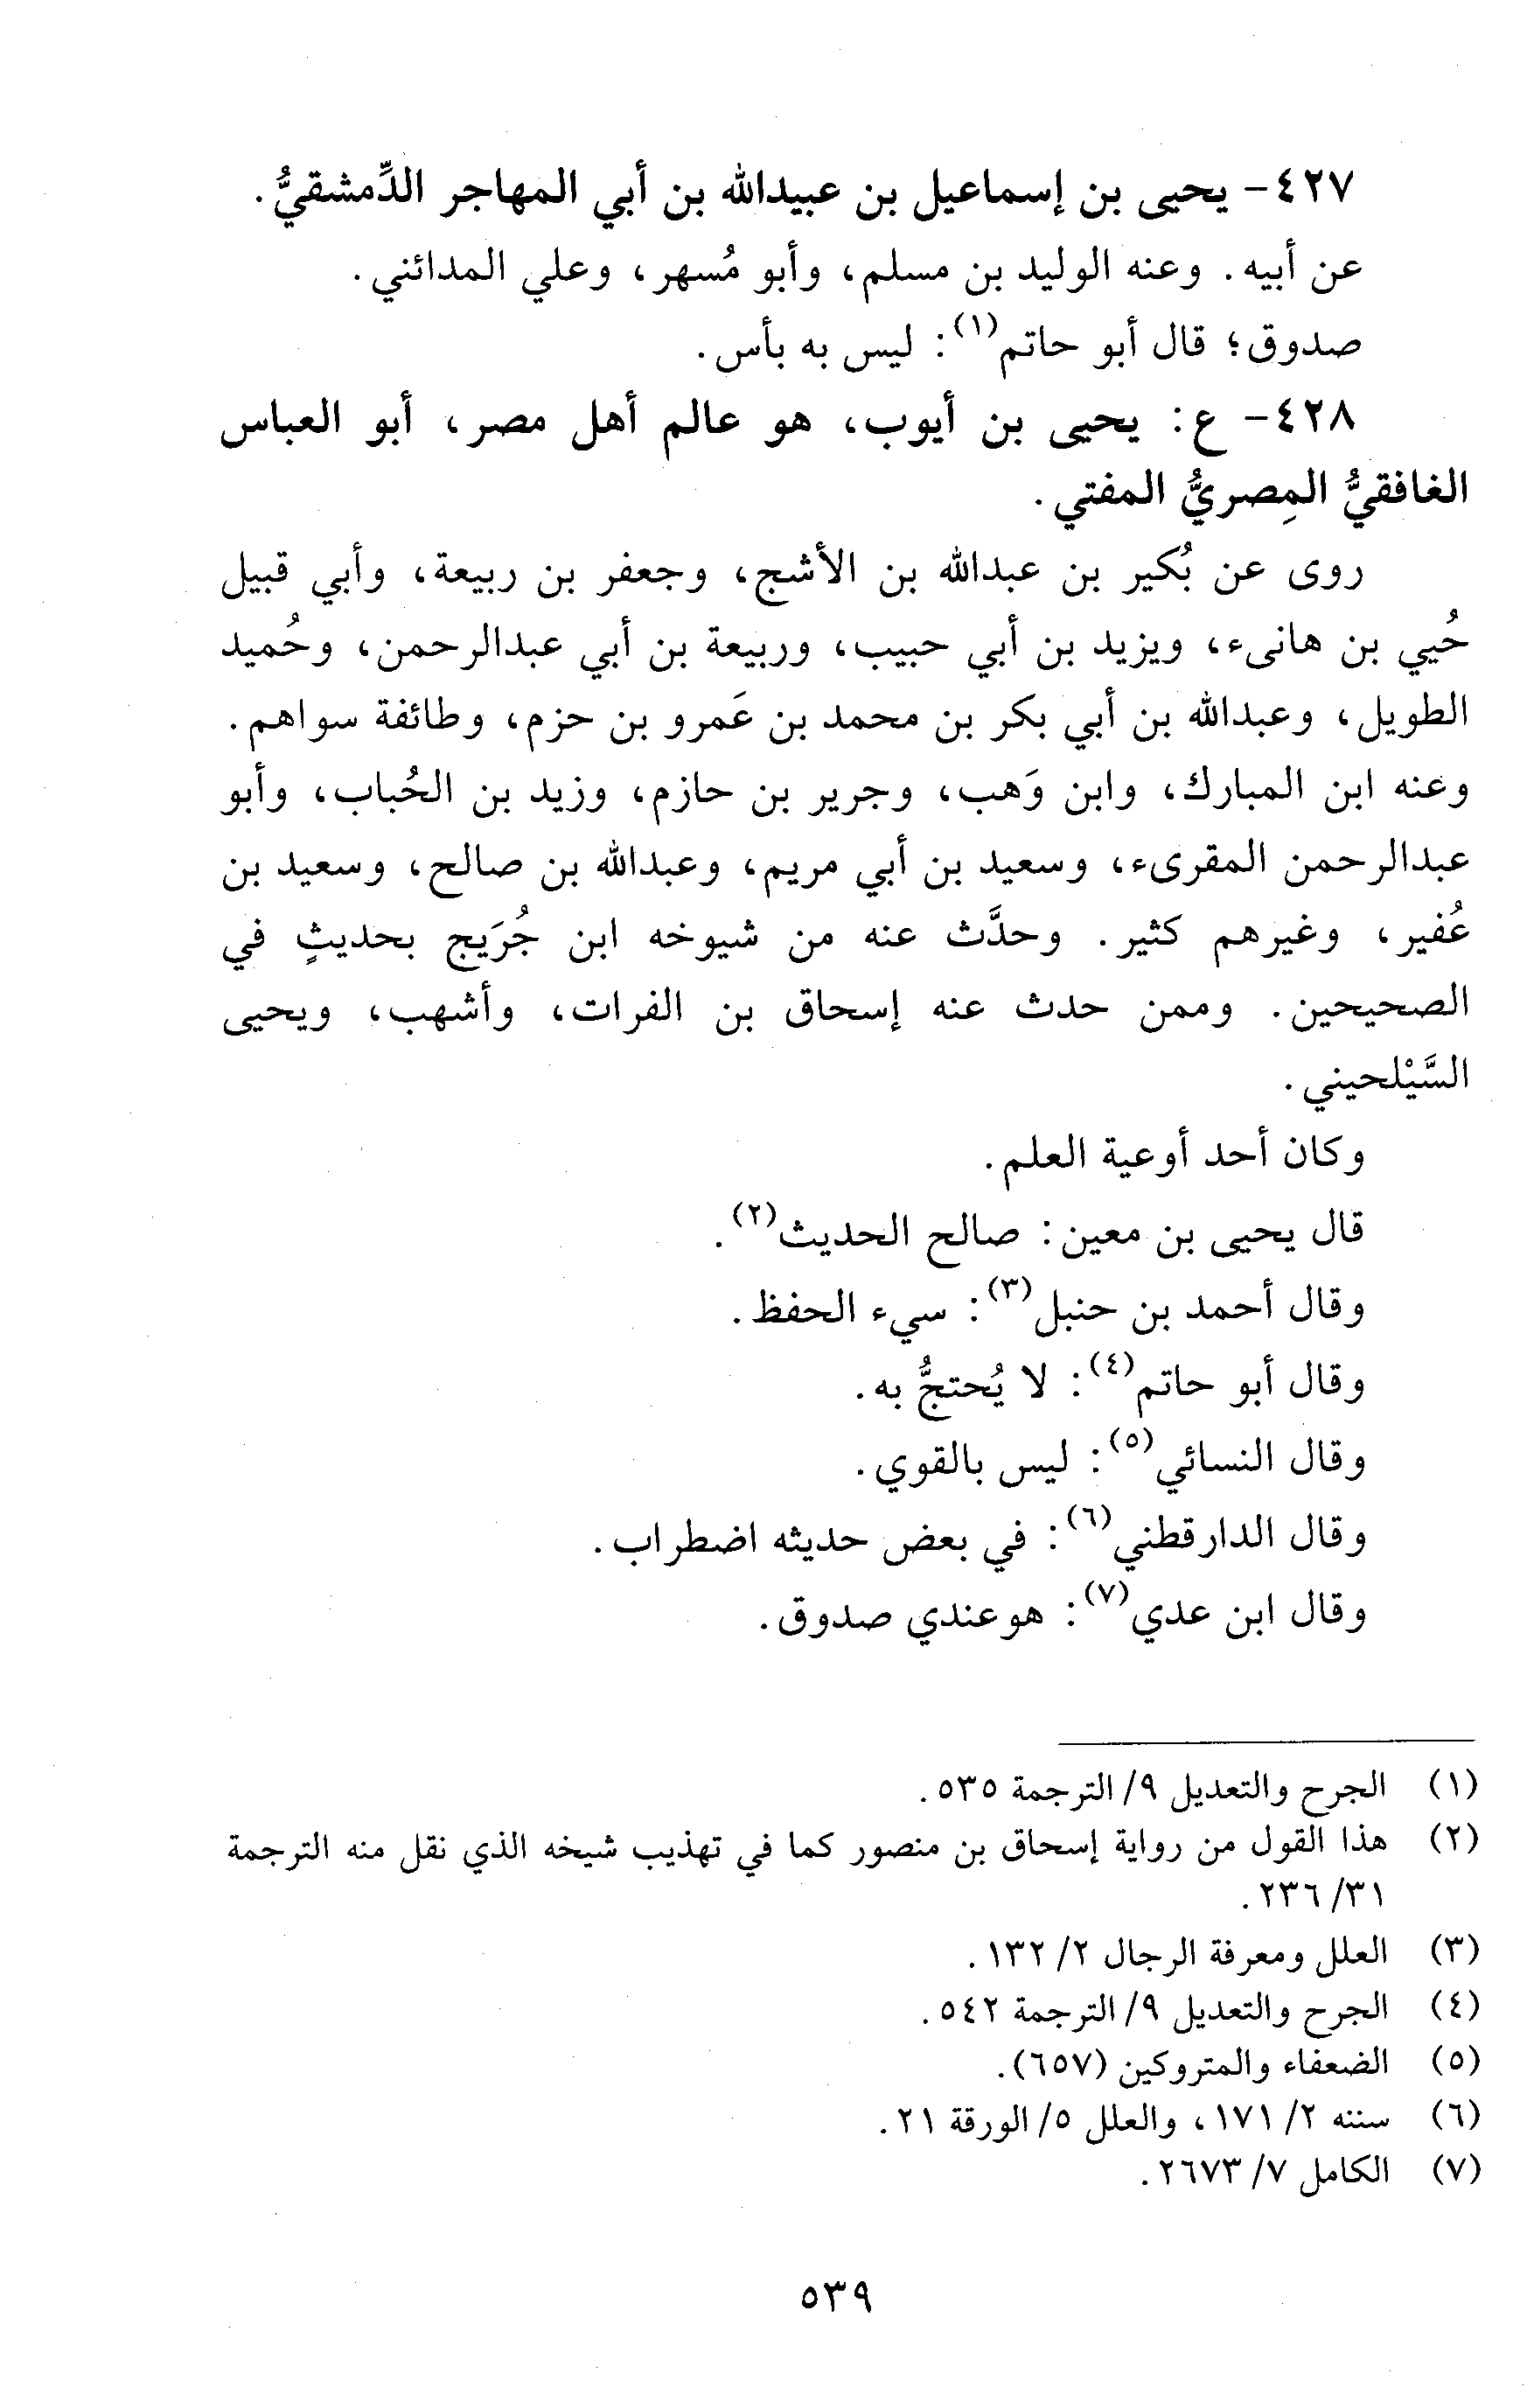 ٤٢٧- يحيى بن إسماعيل بن عبيدالله بن أبي المهاجر الدِّمشقيُّ.
عن أبيه. وعنه الوليد بن مسلم، وأبو مُسهر، وعلي المدائني.
صدوق؛ قال أبو حاتم(١): ليس به بأس.
٤٢٨- ع: يحيى بن أيوب، هو عالم أهل مصر، أبو العباس
الغافقيُّ المِصريُّ المفتي.
روى عن بُكير بن عبدالله بن الأشج، وجعفر بن ربيعة، وأبي قبيل
حُيي بن هانىء، ويزيد بن أبي حبيب، وربيعة بن أبي عبدالرحمن، وحُميد
الطويل، وعبدالله بن أبي بكر بن محمد بن عَمرو بن حزم، وطائفة سواهم.
وعنه ابن المبارك، وابن وَهب، وجرير بن حازم، وزيد بن الحُباب، وأبو
عبدالرحمن المقرىء، وسعيد بن أبي مريم، وعبدالله بن صالح، وسعيد بن
عُفير، وغيرهم كثير. وحدَّث عنه من شيوخه ابن جُرَيج بحديثٍ في
الصحيحين. وممن حدث عنه إسحاق بن الفرات، وأشهب، ويحيى
السَّيْلحيني.
وكان أحد أوعية العلم.
قال يحيى بن معين: صالح الحديث(٢).
وقال أحمد بن حنبل(٣): سيء الحفظ.
وقال أبو حاتم(٤): لا يُحتجُّ به.
وقال النسائي(٥): ليس بالقوي.
وقال الدارقطني(٦): في بعض حديثه اضطراب.
وقال ابن عدي(٧): هو عندي صدوق.
(١) الجرح والتعديل ٩/ الترجمة ٥٣٥.
(٢) هذا القول من رواية إسحاق بن منصور كما في تهذيب شيخه الذي نقل منه الترجمة
٣١/ ٢٣٦.
(٣) العلل ومعرفة الرجال ٢/ ١٣٢.
(٤) الجرح والتعديل ٩/ الترجمة ٥٤٢.
(٥) الضعفاء والمتروكين (٦٥٧).
(٦) سننه ٢/ ١٧١، والعلل ٥/ الورقة ٢١.
(٧) الكامل ٧/ ٢٦٧٣.
٥٣٩